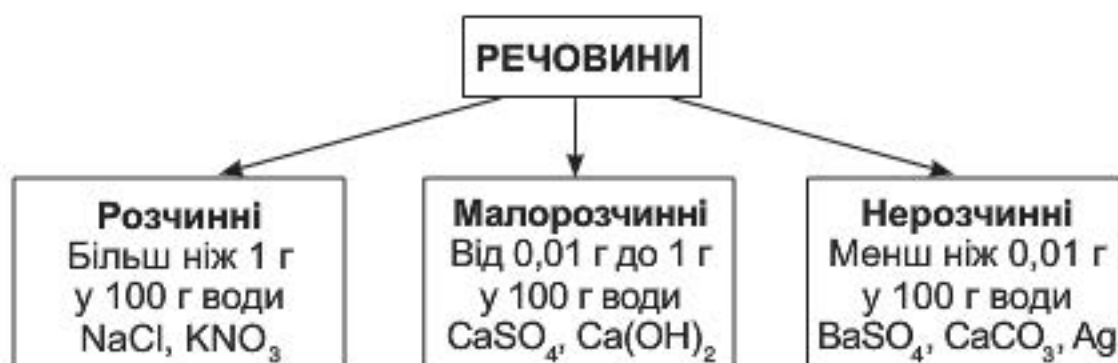 РЕЧОВИНИ
Розчинні
Більш ніж 1 г
у 100 г води
NaCl, KNO₃
Малорозчинні
Від 0,01 г до 1 г
у 100 г води
CaSO₄, Ca(OH)₂
Нерозчинні
Менш ніж 0,01 г
у 100 г води
BaSO₄, CaCO₃, Ag